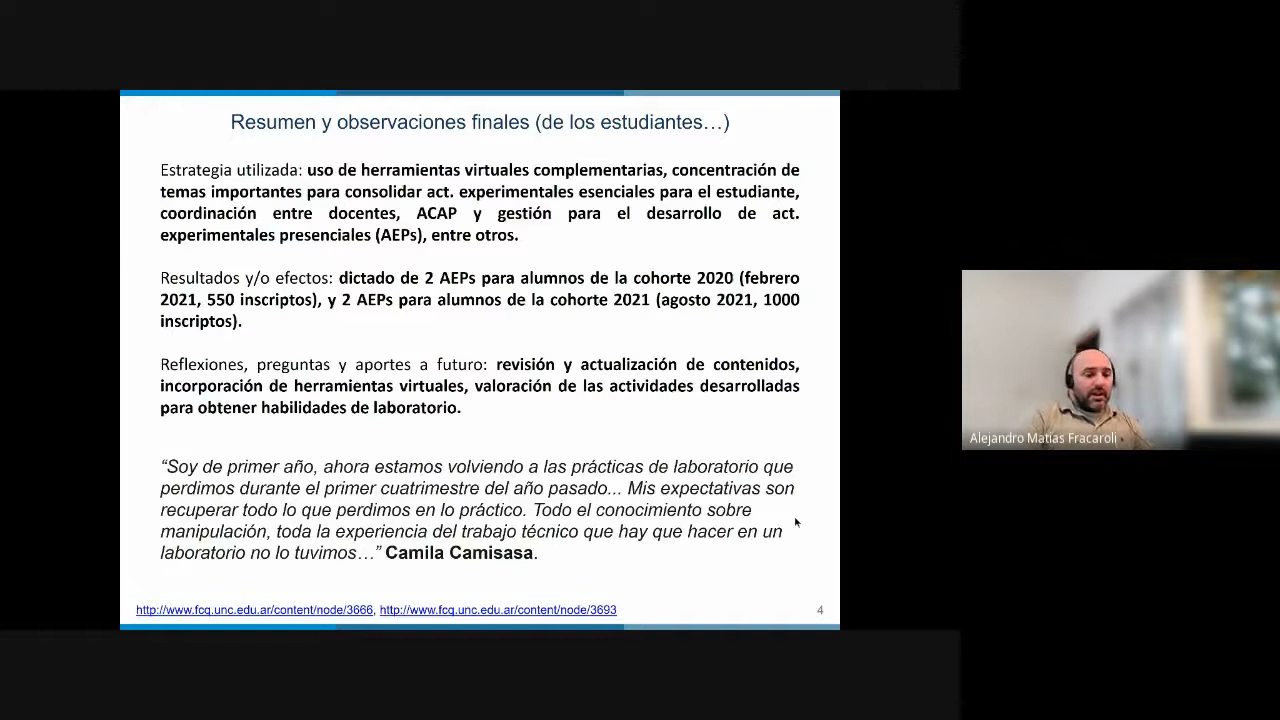 Resumen y observaciones finales (de los estudiantes…)
Estrategia utilizada: uso de herramientas virtuales complementarias, concentración de
temas importantes para consolidar act. experimentales esenciales para el estudiante,
coordinación entre docentes, ACAP y gestión para el desarrollo de act.
experimentales presenciales (AEPs), entre otros.
Resultados y/o efectos: dictado de 2 AEPs para alumnos de la cohorte 2020 (febrero
2021, 550 inscriptos), y 2 AEPs para alumnos de la cohorte 2021 (agosto 2021, 1000
inscriptos).
Reflexiones, preguntas y aportes a futuro: revisión y actualización de contenidos,
incorporación de herramientas virtuales, valoración de las actividades desarrolladas
para obtener habilidades de laboratorio.
“Soy de primer año, ahora estamos volviendo a las prácticas de laboratorio que
perdimos durante el primer cuatrimestre del año pasado... Mis expectativas son
recuperar todo lo que perdimos en lo práctico. Todo el conocimiento sobre
manipulación, toda la experiencia del trabajo técnico que hay que hacer en un
laboratorio no lo tuvimos…” Camila Camisasa.
http://www.fcq.unc.edu.ar/content/node/3666, http://www.fcq.unc.edu.ar/content/node/3693
4
Alejandro Matías Fracaroli